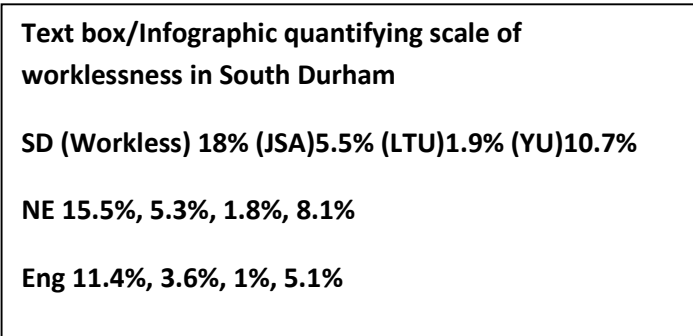 Text box/Infographic quantifying scale of
worklessness in South Durham
SD (Workless) 18% (JSA)5.5% (LTU)1.9% (YU)10.7%
NE 15.5%, 5.3%, 1.8%, 8.1%
Eng 11.4%, 3.6%, 1%, 5.1%